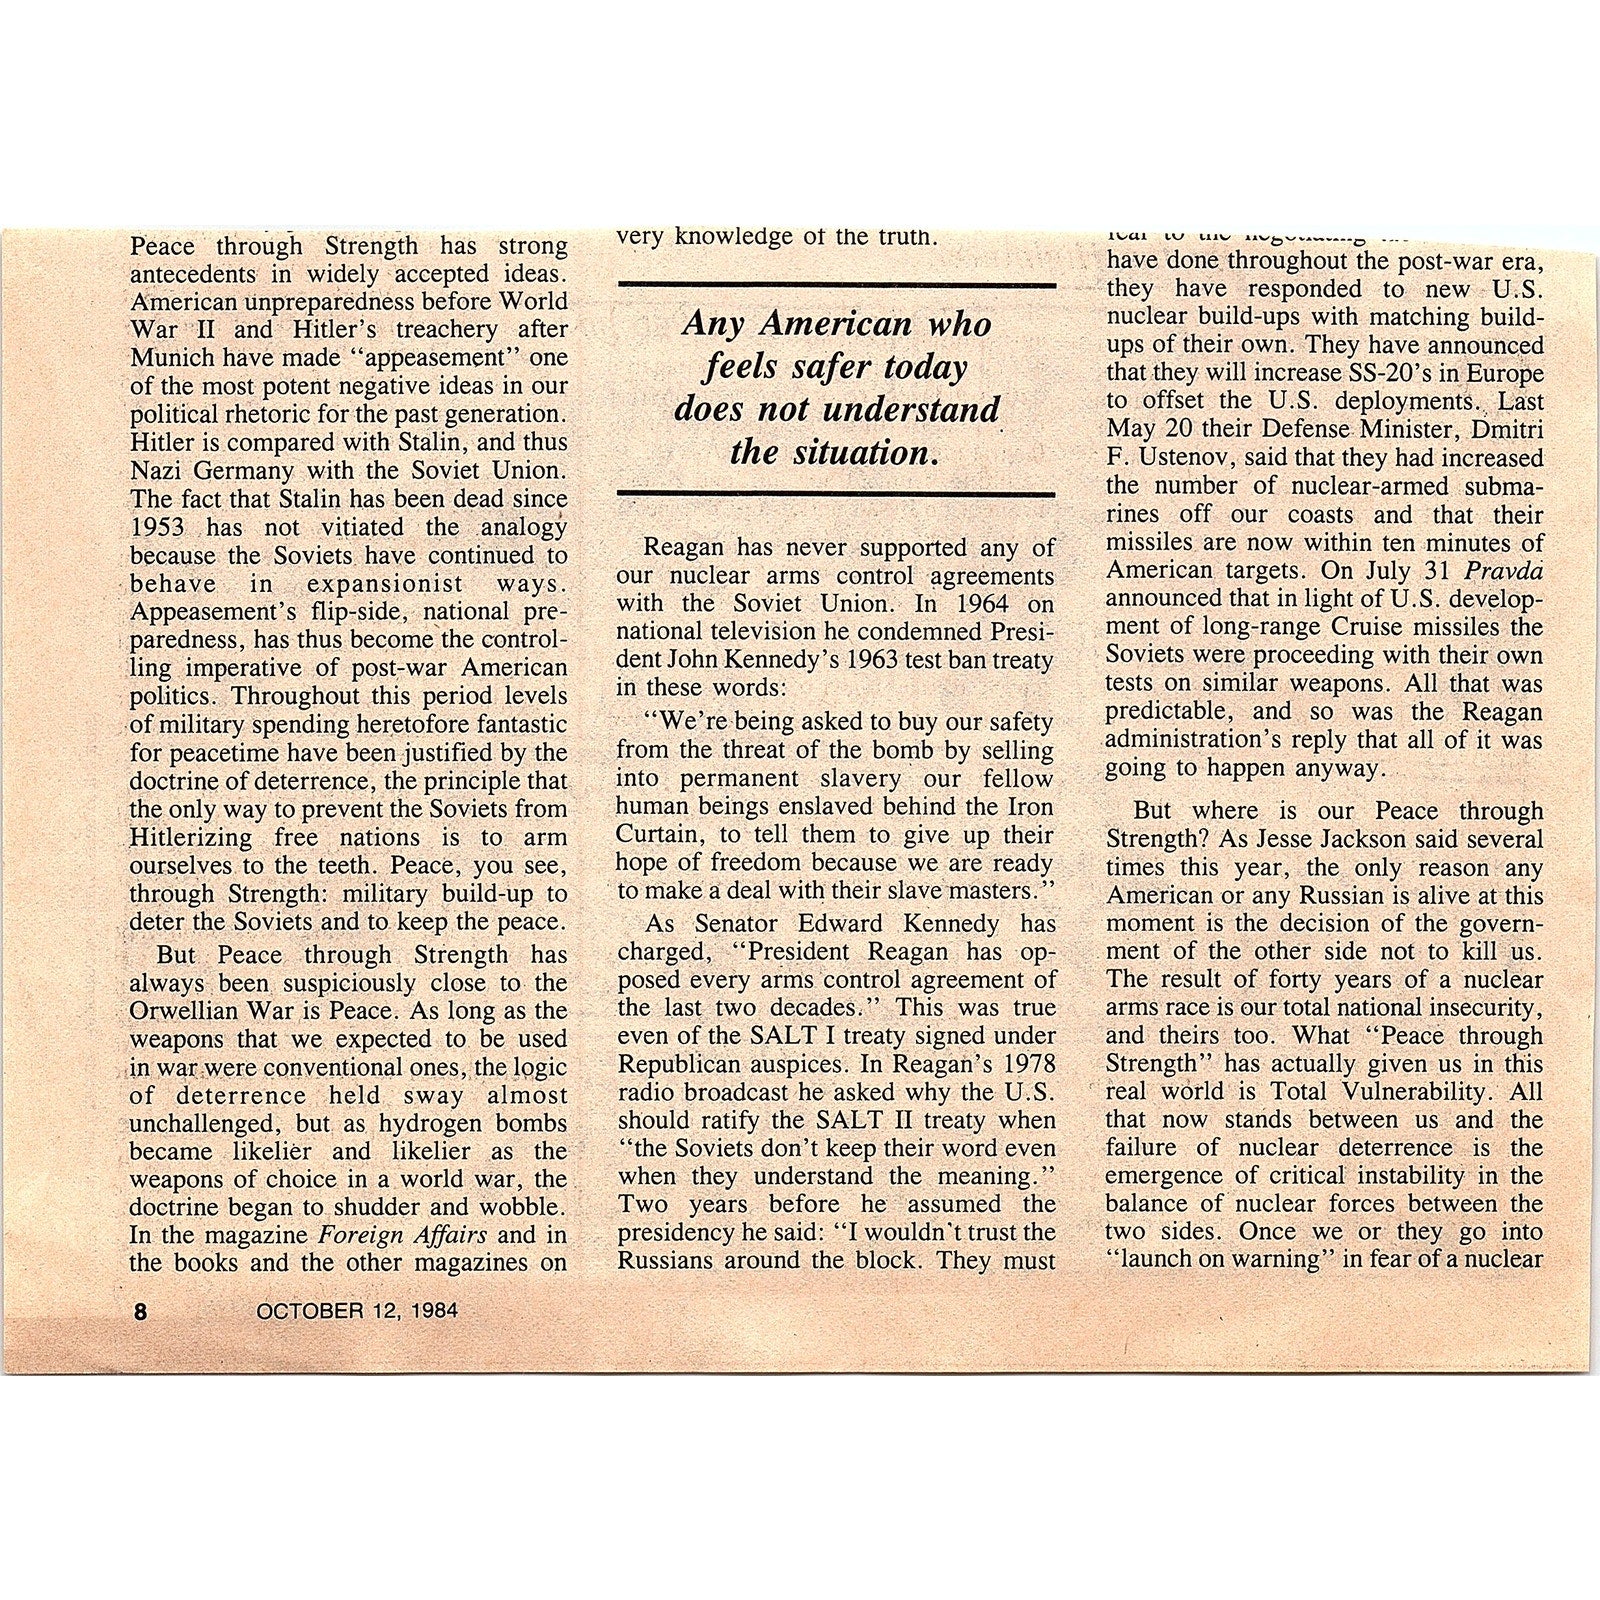 Peace through Strength has strong
antecedents in widely accepted ideas.
American unpreparedness before World
War II and Hitler's treachery after
Munich have made "appeasement" one
of the most potent negative ideas in our
political rhetoric for the past generation.
Hitler is compared with Stalin, and thus
Nazi Germany with the Soviet Union.
The fact that Stalin has been dead since
1953 has not vitiated the analogy
because the Soviets have continued to
behave in expansionist ways.
Appeasement's flip-side, national pre-
paredness, has thus become the control-
ling imperative of post-war American
politics. Throughout this period levels
of military spending heretofore fantastic
for peacetime have been justified by the
doctrine of deterrence, the principle that
the only way to prevent the Soviets from
Hitlerizing free nations is to arm
ourselves to the teeth. Peace, you see,
through Strength: military build-up to
deter the Soviets and to keep the peace.
But Peace through Strength has
always been suspiciously close to the
Orwellian War is Peace. As long as the
weapons that we expected to be used
in war were conventional ones, the logic
of deterrence held sway almost
unchallenged, but as hydrogen bombs
became likelier and likelier as the
weapons of choice in a world war, the
doctrine began to shudder and wobble.
In the magazine Foreign Affairs and in
the books and the other magazines on
very knowledge of the truth.
Any American who
feels safer today
does not understand
the situation.
Reagan has never supported any of
our nuclear arms control agreements
with the Soviet Union. In 1964 on
national television he condemned Presi-
dent John Kennedy's 1963 test ban treaty
in these words:
"We're being asked to buy our safety
from the threat of the bomb by selling
into permanent slavery our fellow
human beings enslaved behind the Iron
Curtain, to tell them to give up their
hope of freedom because we are ready
to make a deal with their slave masters."
As Senator Edward Kennedy has
charged, "President Reagan has op-
posed every arms control agreement of
the last two decades." This was true
even of the SALT I treaty signed under
Republican auspices. In Reagan's 1978
radio broadcast he asked why the U.S.
should ratify the SALT II treaty when
"the Soviets don't keep their word even
when they understand the meaning."
Two years before he assumed the
presidency he said: "I wouldn't trust the
Russians around the block. They must
to the negotiating
have done throughout the post-war era,
they have responded to new U.S.
nuclear build-ups with matching build-
ups of their own. They have announced
that they will increase SS-20's in Europe
to offset the U.S. deployments. Last
May 20 their Defense Minister, Dmitri
F. Ustenov, said that they had increased
the number of nuclear-armed subma-
rines off our coasts and that their
missiles are now within ten minutes of
American targets. On July 31 Pravda
announced that in light of U.S. develop-
ment of long-range Cruise missiles the
Soviets were proceeding with their own
tests on similar weapons. All that was
predictable, and so was the Reagan
administration's reply that all of it was
going to happen anyway.
But where is our Peace through
Strength? As Jesse Jackson said several
times this year, the only reason any
American or any Russian is alive at this
moment is the decision of the govern-
ment of the other side not to kill us.
The result of forty years of a nuclear
arms race is our total national insecurity,
and theirs too. What "Peace through
Strength" has actually given us in this
real world is Total Vulnerability. All
that now stands between us and the
failure of nuclear deterrence is the
emergence of critical instability in the
balance of nuclear forces between the
two sides. Once we or they go into
"launch on warning" in fear of a nuclear
8 OCTOBER 12, 1984